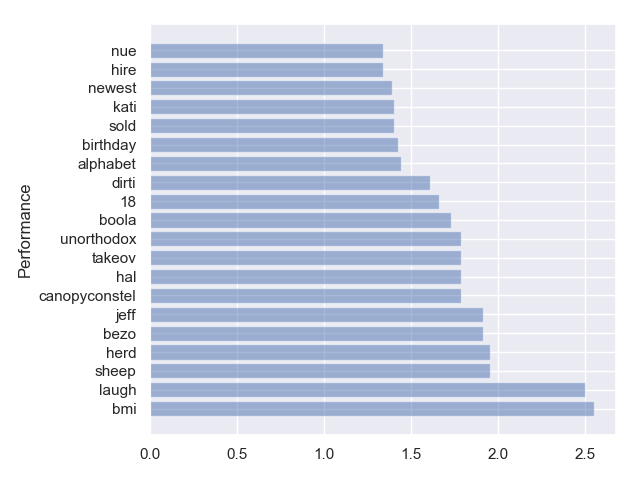 nue
hire
newest
kati
sold
birthday
alphabet
dirti
18
boola
unorthodox
takeov
hal
canopyconstel
jeff
bezo
herd
sheep
laugh
bmi
Performance
0.0 0.5 1.0 1.5 2.0 2.5